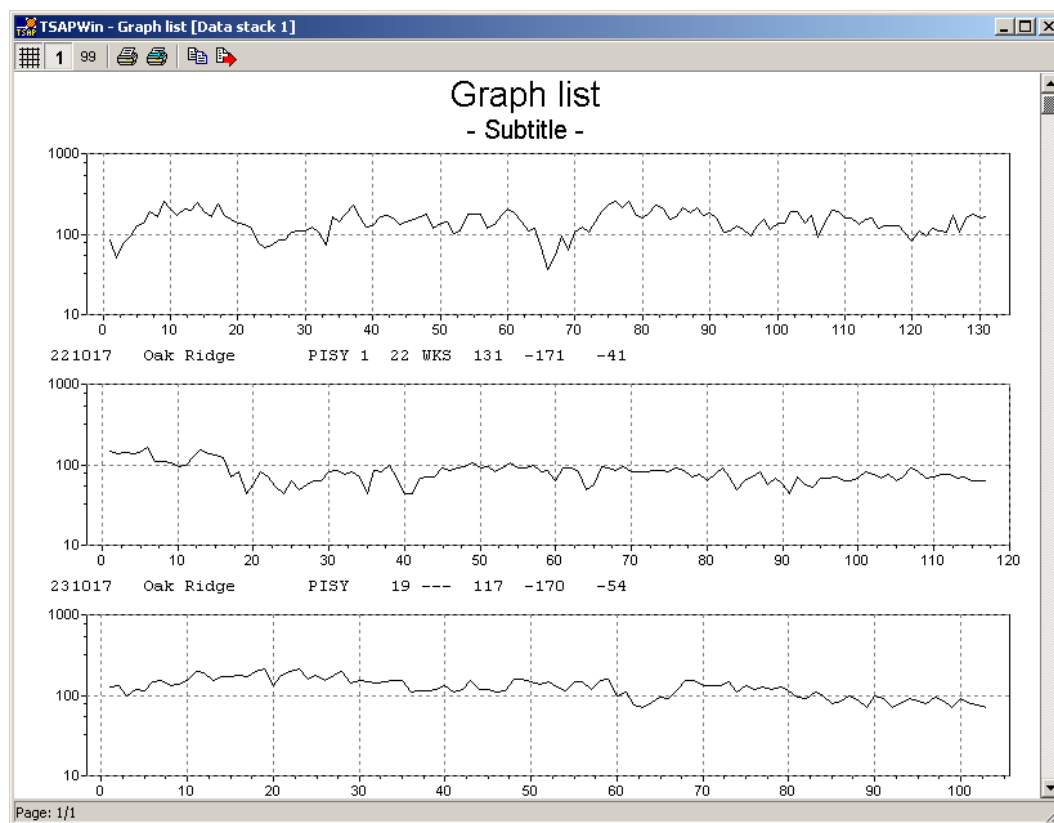 TSAPWin - Graph list [Data stack 1]
1 99
Graph list
- Subtitle -
1000
100
10
0 10 20 30 40 50 60 70 80 90 100 110 120 130
221017 Oak Ridge PISY 1 22 WKS 131 -171 -41
1000
100
10
0 10 20 30 40 50 60 70 80 90 100 110 120
231017 Oak Ridge PISY 19 --- 117 -170 -54
1000
100
10
0 10 20 30 40 50 60 70 80 90 100
Page: 1/1